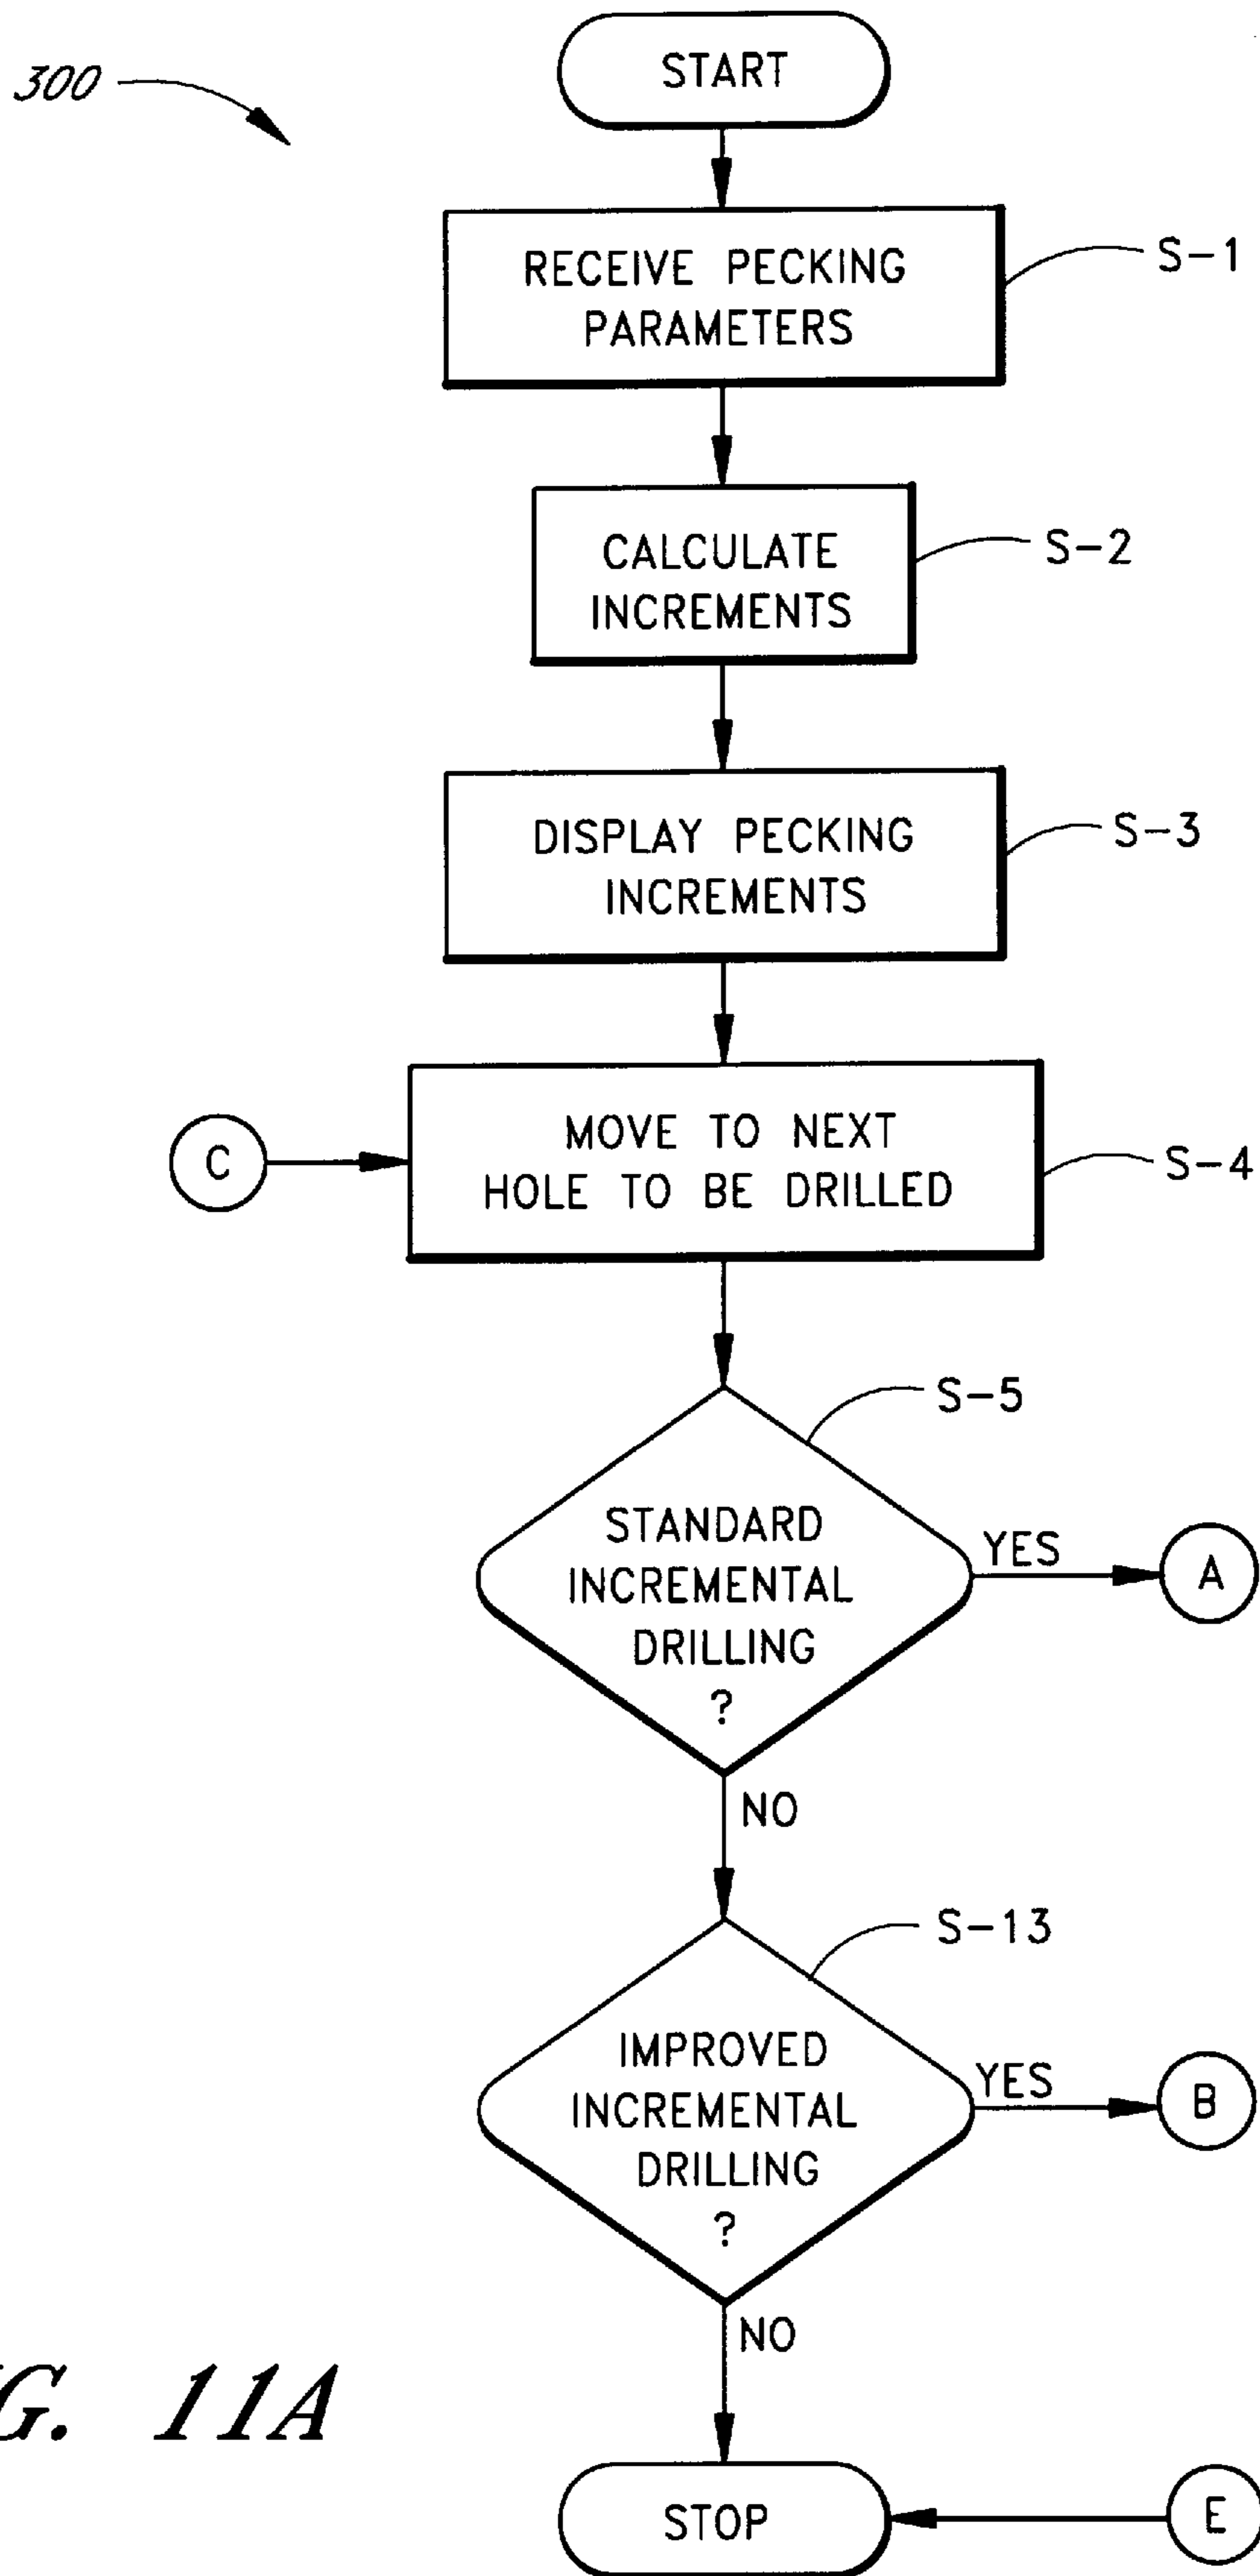 300
START
RECEIVE PECKING
PARAMETERS
S-1
CALCULATE
INCREMENTS
S-2
DISPLAY PECKING
INCREMENTS
S-3
C
MOVE TO NEXT
HOLE TO BE DRILLED
S-4
S-5
STANDARD
INCREMENTAL
DRILLING
?
YES
A
NO
S-13
IMPROVED
INCREMENTAL
DRILLING
?
YES
B
NO
G. 11A
STOP
E